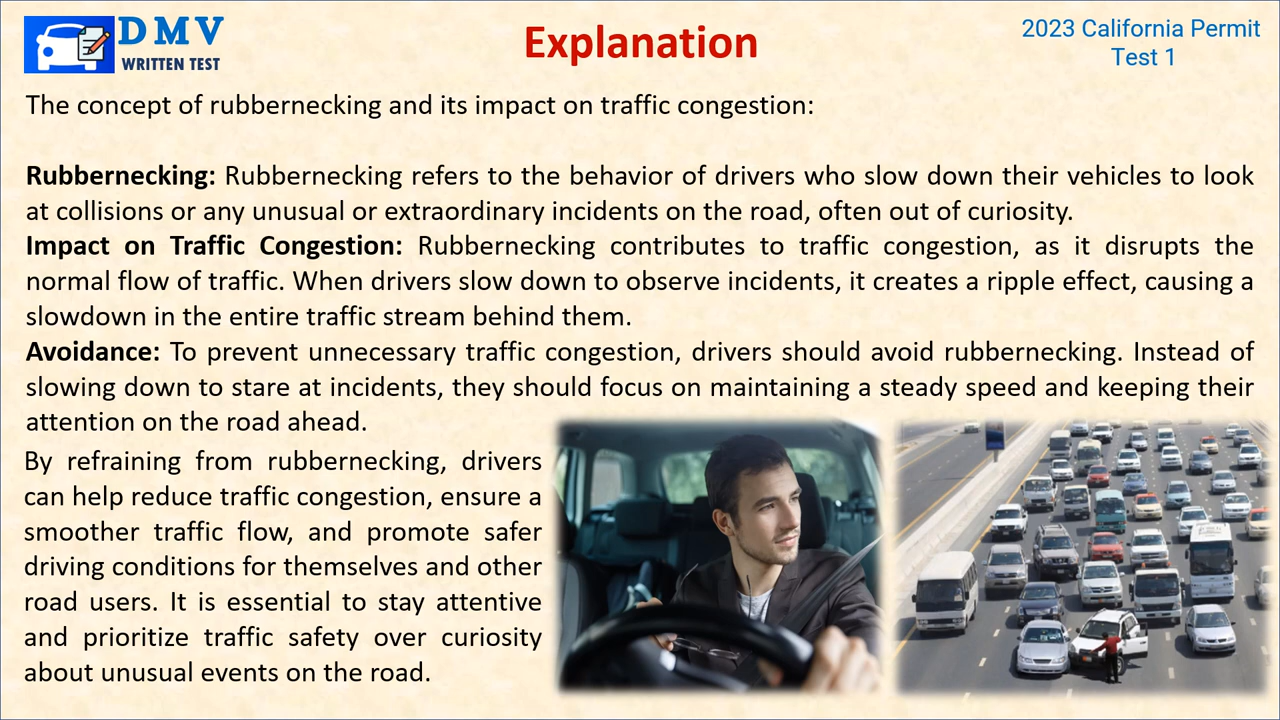 DMV
WRITTEN TEST
Explanation
2023 California Permit
Test 1
The concept of rubbernecking and its impact on traffic congestion:
Rubbernecking: Rubbernecking refers to the behavior of drivers who slow down their vehicles to look
at collisions or any unusual or extraordinary incidents on the road, often out of curiosity.
Impact on Traffic Congestion: Rubbernecking contributes to traffic congestion, as it disrupts the
normal flow of traffic. When drivers slow down to observe incidents, it creates a ripple effect, causing a
slowdown in the entire traffic stream behind them.
Avoidance: To prevent unnecessary traffic congestion, drivers should avoid rubbernecking. Instead of
slowing down to stare at incidents, they should focus on maintaining a steady speed and keeping their
attention on the road ahead.
By refraining from rubbernecking, drivers
can help reduce traffic congestion, ensure a
smoother traffic flow, and promote safer
driving conditions for themselves and other
road users. It is essential to stay attentive
and prioritize traffic safety over curiosity
about unusual events on the road.